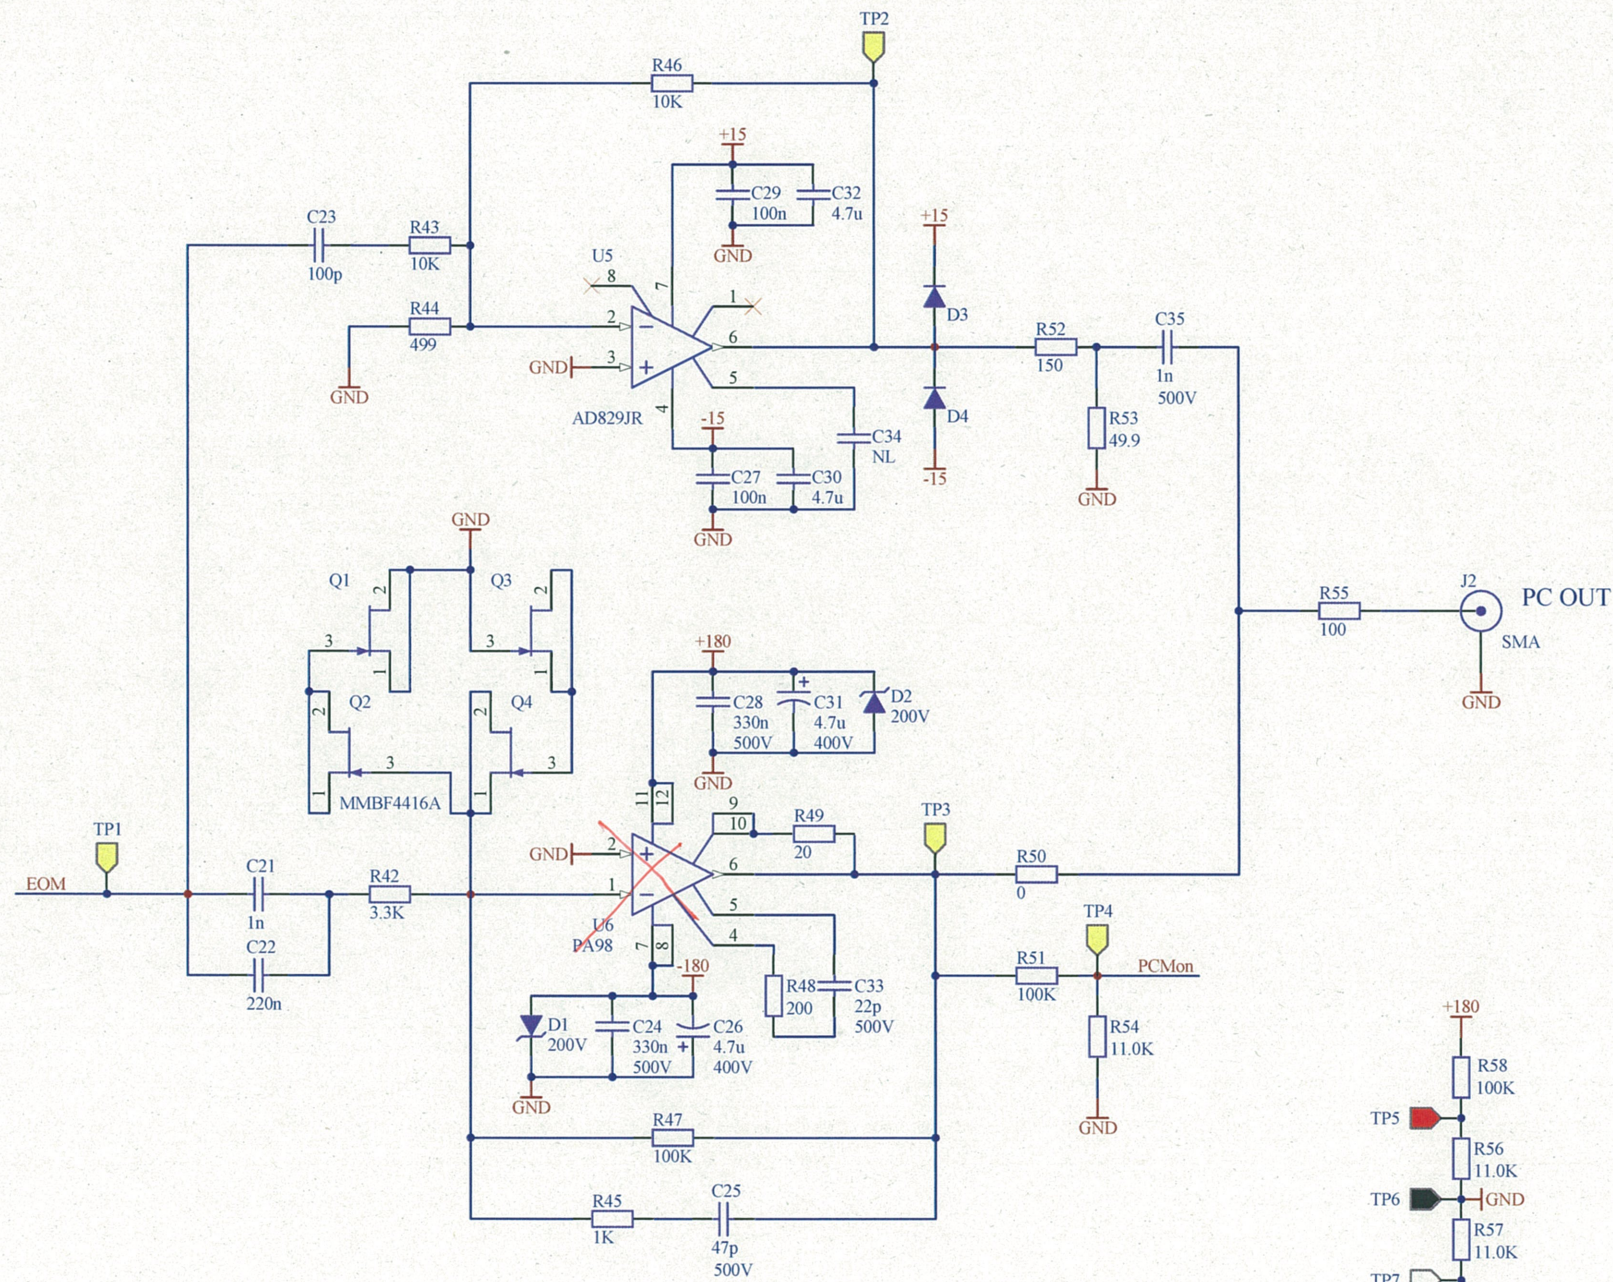 TP2
R46
10K
+15
C29
100n
C32
4.7u
GND
C23
100p
R43
10K
R44
499
GND
U5
8
7
1
2
6
GND
3
5
4
AD829JR
-15
C27
100n
C30
4.7u
C34
NL
GND
+15
D3
D4
-15
R52
150
C35
1n
500V
R53
49.9
GND
GND
Q1
2
3
1
Q3
2
3
1
Q2
2
3
1
Q4
2
3
1
MMBF4416A
R55
100
J2
PC OUT
SMA
GND
+180
C28
330n
500V
C31
4.7u
400V
D2
200V
GND
11
12
9
10
R49
20
TP3
TP1
EOM
C21
1n
C22
220n
R42
3.3K
GND
2
1
6
5
4
U6
PA98
7
8
-180
R50
0
TP4
R51
100K
PCMon
R54
11.0K
GND
R48
200
C33
22p
500V
D1
200V
C24
330n
500V
C26
4.7u
400V
GND
R47
100K
R45
1K
C25
47p
500V
+180
R58
100K
TP5
R56
11.0K
TP6
GND
R57
11.0K
TP7